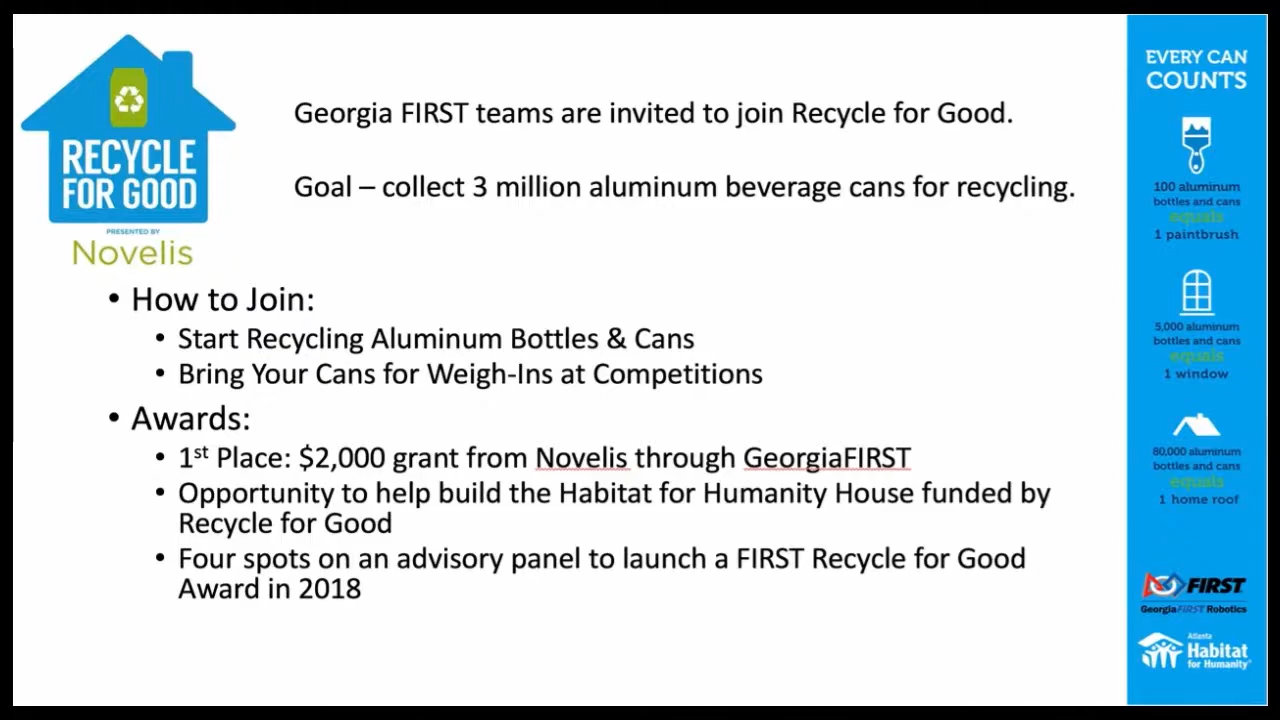 RECYCLE
FOR GOOD
PRESENTED BY
Novelis
Georgia FIRST teams are invited to join Recycle for Good.
Goal – collect 3 million aluminum beverage cans for recycling.
• How to Join:
• Start Recycling Aluminum Bottles & Cans
• Bring Your Cans for Weigh-Ins at Competitions
• Awards:
• 1st Place: $2,000 grant from Novelis through GeorgiaFIRST
• Opportunity to help build the Habitat for Humanity House funded by
Recycle for Good
• Four spots on an advisory panel to launch a FIRST Recycle for Good
Award in 2018
EVERY CAN
COUNTS
100 aluminum
bottles and cans
equals
1 paintbrush
5,000 aluminum
bottles and cans
equals
1 window
80,000 aluminum
bottles and cans
equals
1 home roof
FIRST
GeorgiaFIRST Robotics
Atlanta
Habitat
for Humanity®